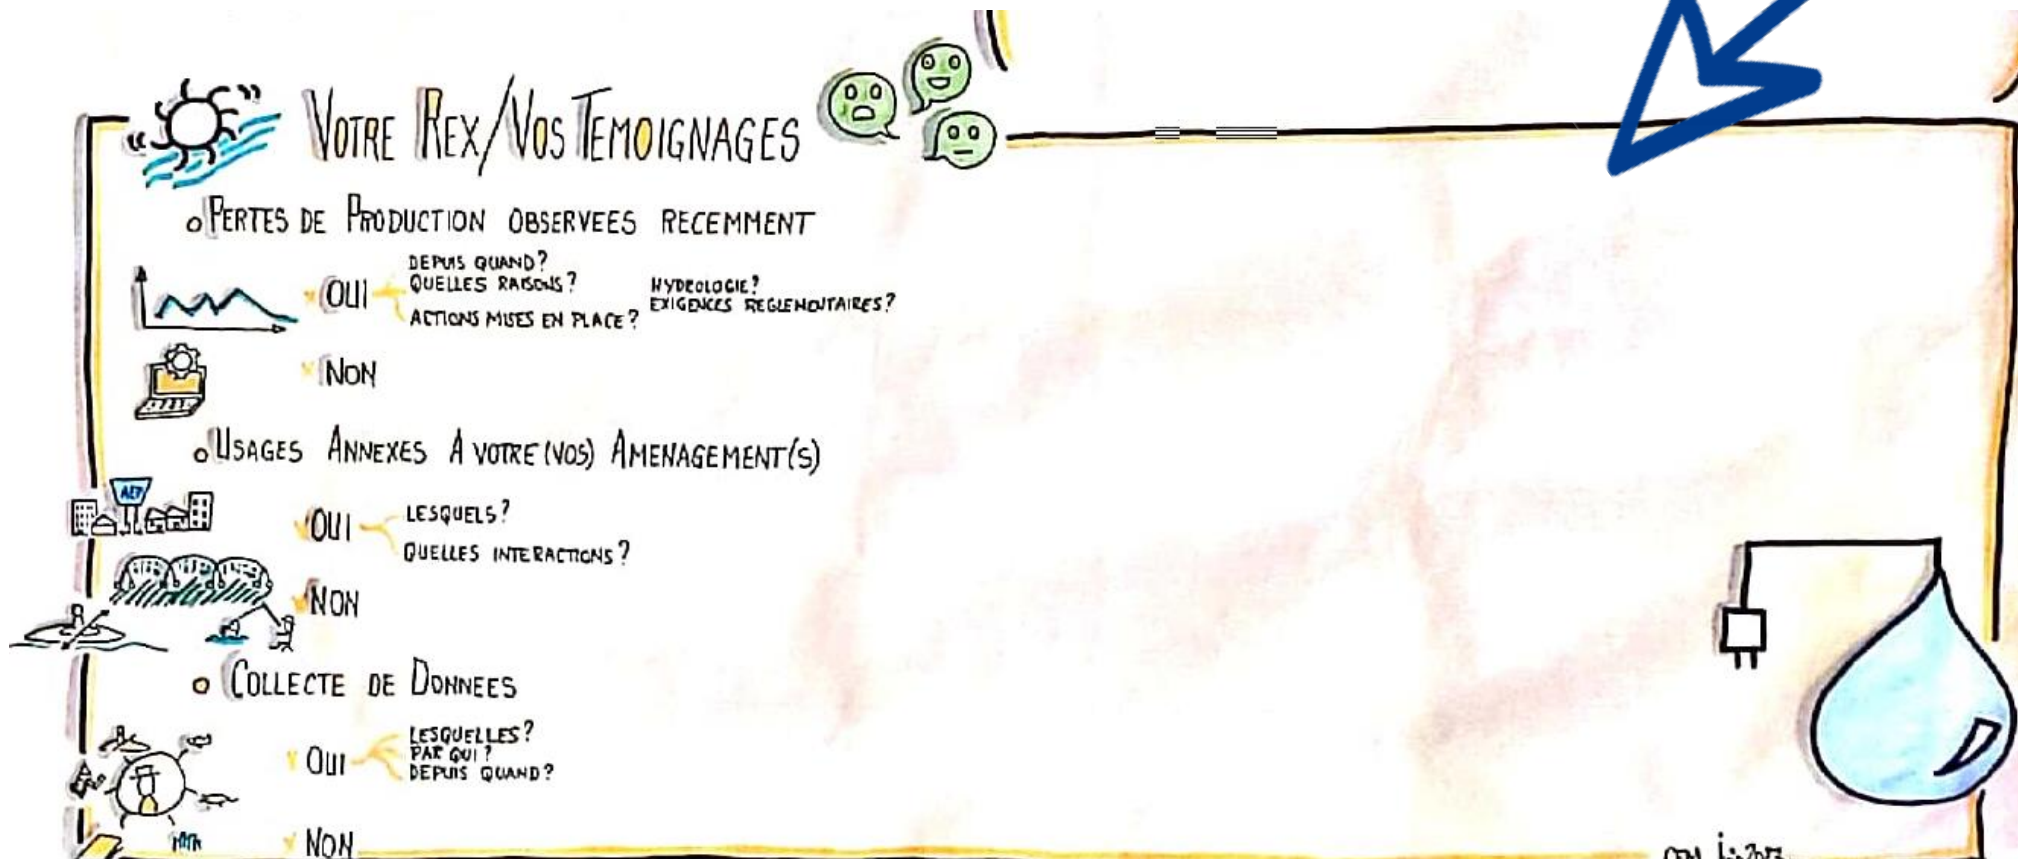 VOTRE REX/VOS TEMOIGNAGES
PERTES DE PRODUCTION OBSERVEES RECEMMENT
OUI
DEPUIS QUAND?
QUELLES RAISONS?
HYDROLOGIE?
EXIGENCES REGLEMENTAIRES?
ACTIONS MISES EN PLACE?
NON
USAGES ANNEXES A VOTRE (VOS) AMENAGEMENT(S)
AEP
OUI
LESQUELS?
QUELLES INTERACTIONS?
NON
COLLECTE DE DONNEES
OUI
LESQUELLES?
PAR QUI?
DEPUIS QUAND?
NON